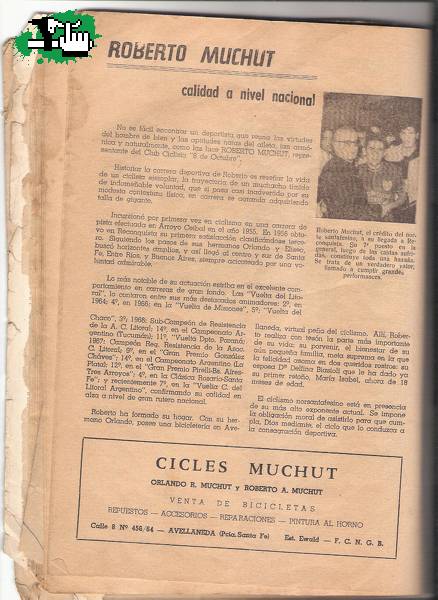 ROBERTO MUCHUT
calidad a nivel nacional
No es fácil encontrar un deportista que reuna las virtudes
del hombre de bien y las aptitudes natas del atleta, tan armó-
nica y naturalmente, como las hace ROBERTO MUCHUT, repre-
sentante del Club Ciclista "8 de Octubre".
Historiar la carrera deportiva de Roberto es reseñar la vida
de un ciclista ejemplar, la trayectoria de un muchacho tímido
de indomeñable voluntad, que si pasa casi inadvertido por su
modesta contextura física, en carrera se agranda adquiriendo
talla de gigante.
Incursionó por primera vez en ciclismo en una carrera de
pista efectuada en Arroyo Ceibal en el año 1955. En 1956 obtu-
vo en Reconquista su primera satisfacción clasificándose terce-
ro. Siguiendo los pasos de sus hermanos Orlando y Eliseo,
buscó horizonte amplios, y así llegó al centro y sur de Santa
Fe, Entre Ríos, y Buenos Aires, siempre acicateado por una vo-
luntad admirable.
Lo más notable de su actuación estriba en el excelente com-
portamiento en carreras de gran fondo. Las "Vuelta del Lito-
ral", lo contaron entre sus más destacados animadores: 2º, en
1964; 4º, en 1966; en la "Vuelta de Misiones", 5º; "Vuelta del
Chaco", 3º; 1968: Sub-Campeón de Resistencia
de la A. C. Litoral; 14º, en el Campeonato Ar-
gentino (Tucumán); 11º, "Vuelta Dpto. Paraná";
1967: Campeón Reg. Resistencia de la Asoc.
C. Litoral; 9º, en el "Gran Premio González
Chávez"; 14º, en el Campeonato Argentino (La
Plata); 12º, en el "Gran Premio Pirelli-Bs. Aires-
Tres Arroyos"; 4º, en la Clásica Rosario-Santa
Fe"; y recientemente 7º, en la "Vuelta C. del
Litoral Argentino", confirmando su calidad en
alza a nivel de gran rutero nacional.
Roberto ha formado su hogar. Con su her-
mano Orlando, posee una bicicletería en Ave-
Roberto Muchut, el crédito del nor-
te, santafesino, a su llegada a Re-
conquista. Su 7º puesto en la
general, luego de las castas sufri-
das, constituye toda una hazaña.
Se trata de un verdadero valor,
llamado a cumplir grandes
performances.
llaneda, virtual peña del ciclismo. Allí, Rober-
to realiza con tesón la parte más importante
de su vida: su porvenir, el bienestar de su
aún pequeña familia, meta suprema en la que
la felicidad asoma en dos queridos rostros: su
esposa Dª Delfina Biassoli que le ha dado ya
su primer retoño, María Isabel, ahora de 18
meses de edad.
El ciclismo norsantafesino está en presencia
de su más alto exponente actual. Se impone
la obligación moral de asistirlo para que cum-
pla, Dios mediante, el ciclo que lo conduzca a
la consagración deportiva.
CICLES MUCHUT
ORLANDO R. MUCHUT y ROBERTO A. MUCHUT
VENTA DE BICICLETAS
REPUESTOS — ACCESORIOS — REPARACIONES — PINTURA AL HORNO
Calle 8 Nº 456/64 — AVELLANEDA (Pcia. Santa Fe) Est. Ewald — F. C. N. G. B.